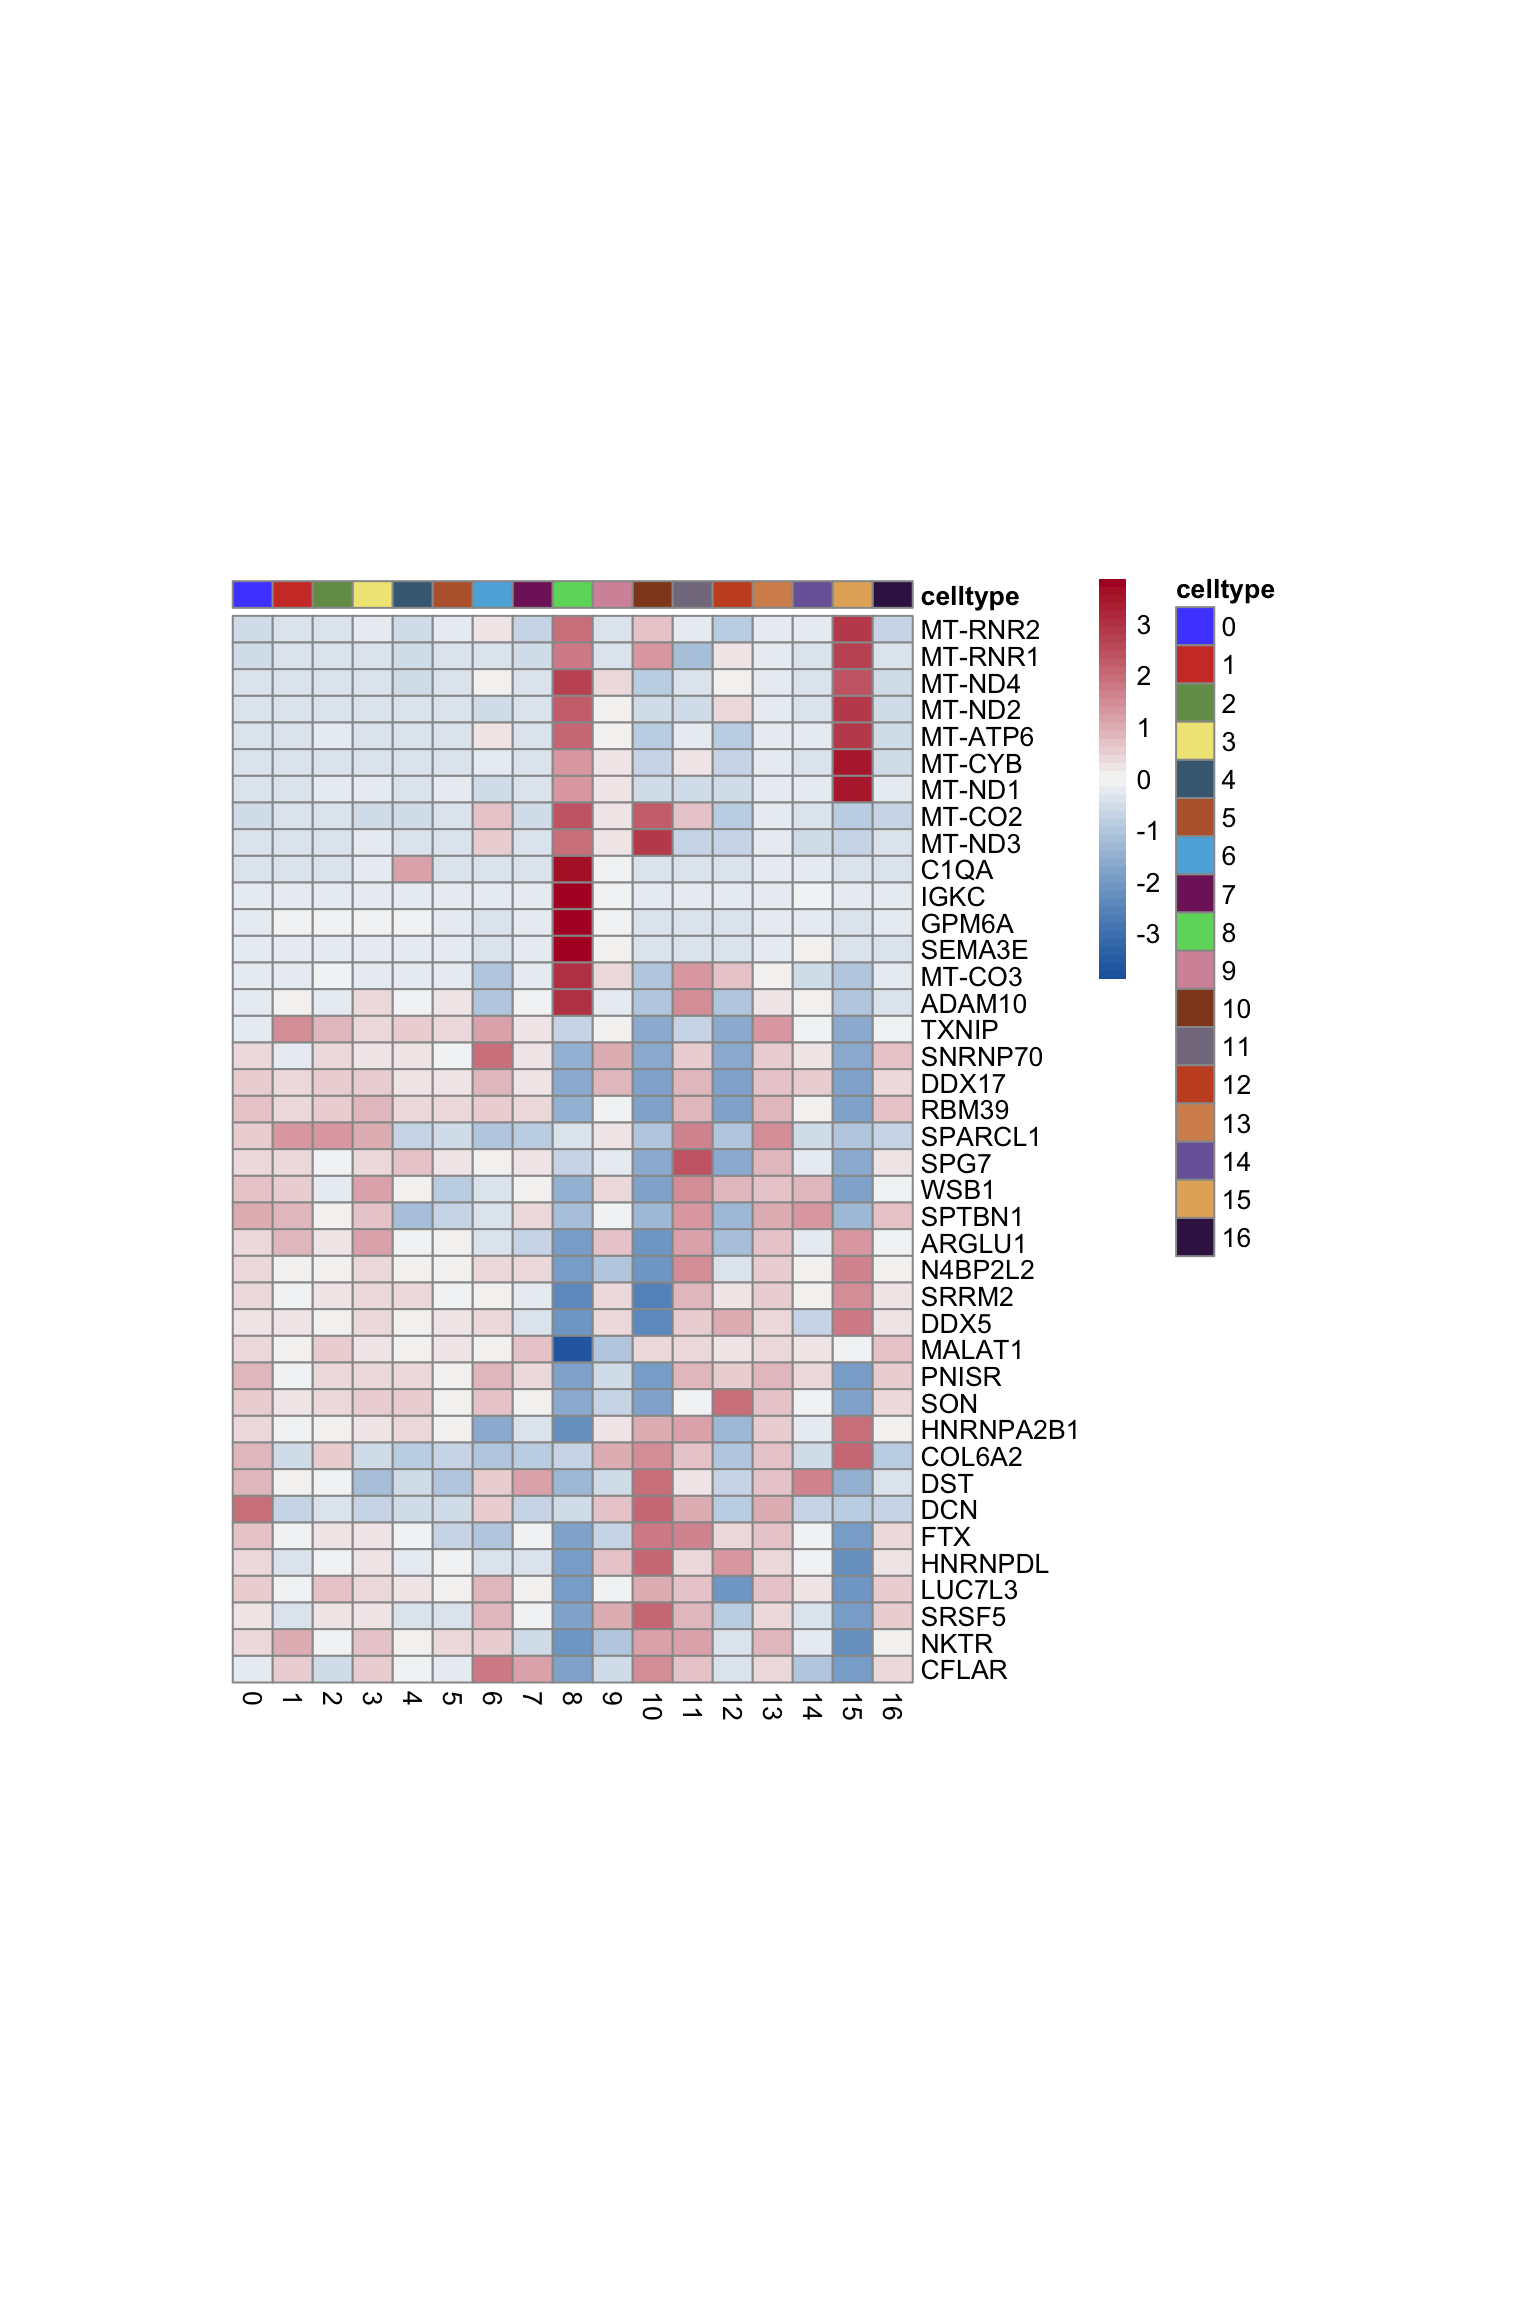 celltype
MT-RNR2
MT-RNR1
MT-ND4
MT-ND2
MT-ATP6
MT-CYB
MT-ND1
MT-CO2
MT-ND3
C1QA
IGKC
GPM6A
SEMA3E
MT-CO3
ADAM10
TXNIP
SNRNP70
DDX17
RBM39
SPARCL1
SPG7
WSB1
SPTBN1
ARGLU1
N4BP2L2
SRRM2
DDX5
MALAT1
PNISR
SON
HNRNPA2B1
COL6A2
DST
DCN
FTX
HNRNPDL
LUC7L3
SRSF5
NKTR
CFLAR
0 1 2 3 4 5 6 7 8 9 10 11 12 13 14 15 16
3
2
1
0
-1
-2
-3
celltype
0
1
2
3
4
5
6
7
8
9
10
11
12
13
14
15
16